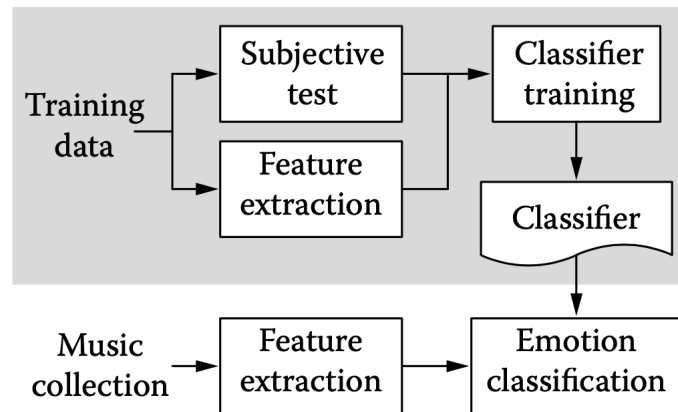 Subjective
test
Classifier
training
Training
data
Feature
extraction
Classifier
Music
collection
Feature
extraction
Emotion
classification